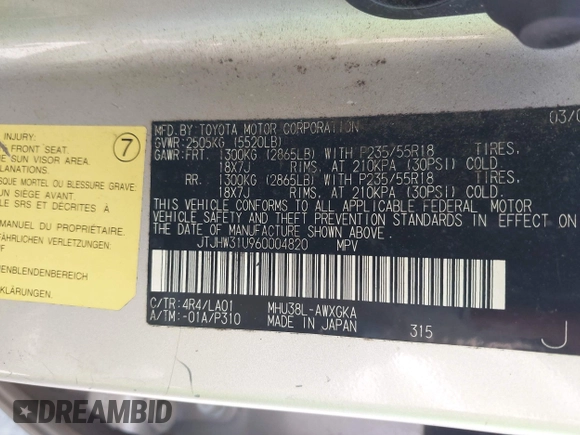 7
FRONT SEAT.
SUN VISOR AREA
PLANATIONS.
SQUE MORTEL OU BLESSURE GRAVE
S D'UN SIÈGE
LE SRS ET DÉCRITES À
MANUEL DU PROPRIÉTAIRE.
FÄHRLICHEN
NENBLENDENBEREICH
MFD.BY TOYOTA MOTOR CORPORATION 03/0
GVWR:2505KG (5520LB)
GAWR:FRT. 1300KG (2865LB) WITH P235/55R18 TIRES.
18X7J RIMS, AT 210KPA (30PSI) COLD.
RR. 1300KG (2865LB) WITH P235/55R18 TIRES.
18X7J RIMS, AT 210KPA (30PSI) COLD.
THIS VEHICLE CONFORMS TO ALL APPLICABLE FEDERAL MOTOR
VEHICLE SAFETY AND THEFT PREVENTION STANDARDS IN EFFECT ON
THE DATE OF MANUFACTURE SHOWN ABOVE.
JTJHW31U960004820 MPV
C/TR: 4R4/LA01 MHU38L-AWXGKA
A/TM: -01A/P310 MADE IN JAPAN 315 J
DREAMBID